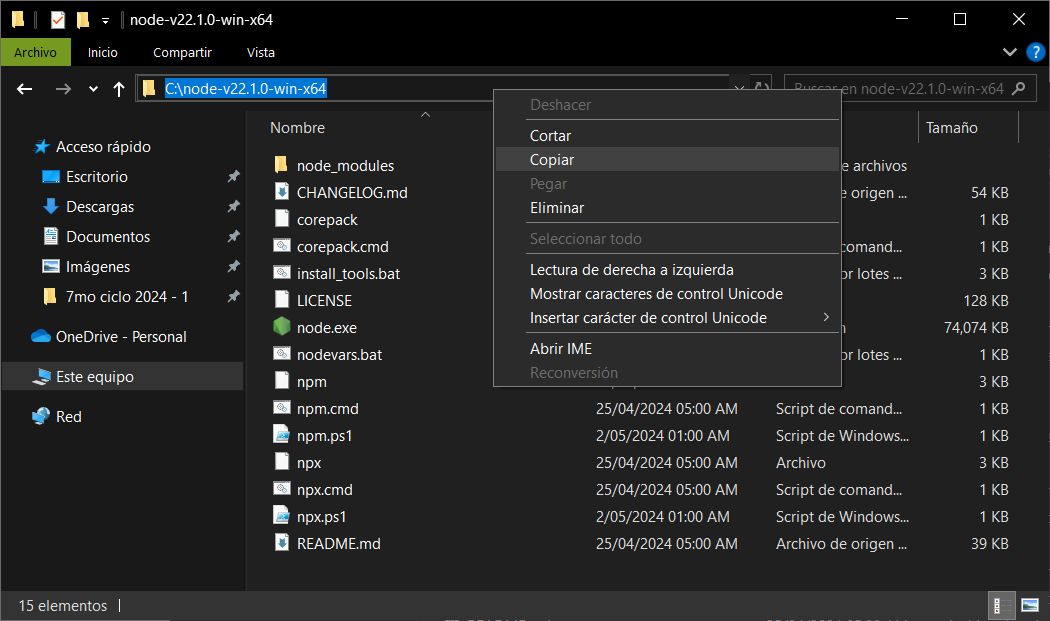 node-v22.1.0-win-x64
Archivo Inicio Compartir Vista
C:\node-v22.1.0-win-x64
Buscar en node-v22.1.0-win-x64
Acceso rápido
Escritorio
Descargas
Documentos
Imágenes
7mo ciclo 2024 - 1
OneDrive - Personal
Este equipo
Red
Nombre Tamaño
node_modules e archivos
CHANGELOG.md e origen ... 54 KB
corepack 1 KB
corepack.cmd comand... 1 KB
install_tools.bat or lotes ... 3 KB
LICENSE 128 KB
node.exe 74,074 KB
nodevars.bat or lotes ... 1 KB
npm 3 KB
npm.cmd 25/04/2024 05:00 AM Script de comand... 1 KB
npm.ps1 2/05/2024 01:00 AM Script de Windows... 1 KB
npx 25/04/2024 05:00 AM Archivo 3 KB
npx.cmd 25/04/2024 05:00 AM Script de comand... 1 KB
npx.ps1 2/05/2024 01:00 AM Script de Windows... 1 KB
README.md 25/04/2024 05:00 AM Archivo de origen ... 39 KB
Deshacer
Cortar
Copiar
Pegar
Eliminar
Seleccionar todo
Lectura de derecha a izquierda
Mostrar caracteres de control Unicode
Insertar carácter de control Unicode
Abrir IME
Reconversión
15 elementos